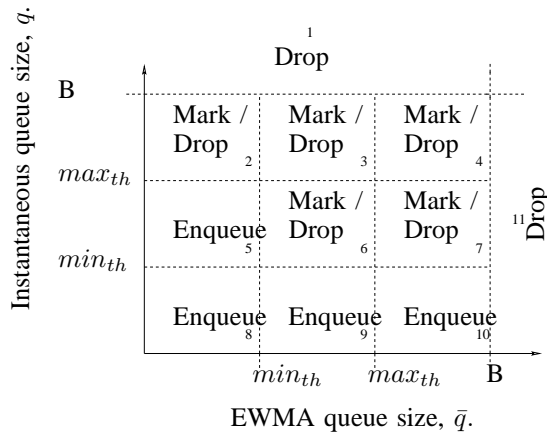 1
Drop
B
Mark / Mark / Mark /
Drop 2 Drop 3 Drop 4
max_th
Enqueue 5 Mark / Drop 6 Mark / Drop 7
11 Drop
min_th
Enqueue 8 Enqueue 9 Enqueue 10
min_th max_th B
EWMA queue size, q̄.
Instantaneous queue size, q.